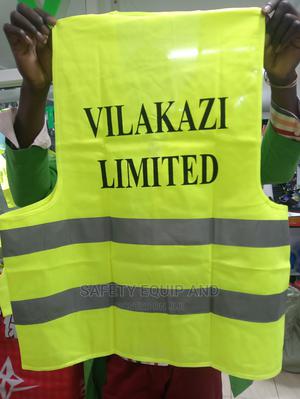 VILAKAZI
LIMITED
SAFETY EQUIP AND